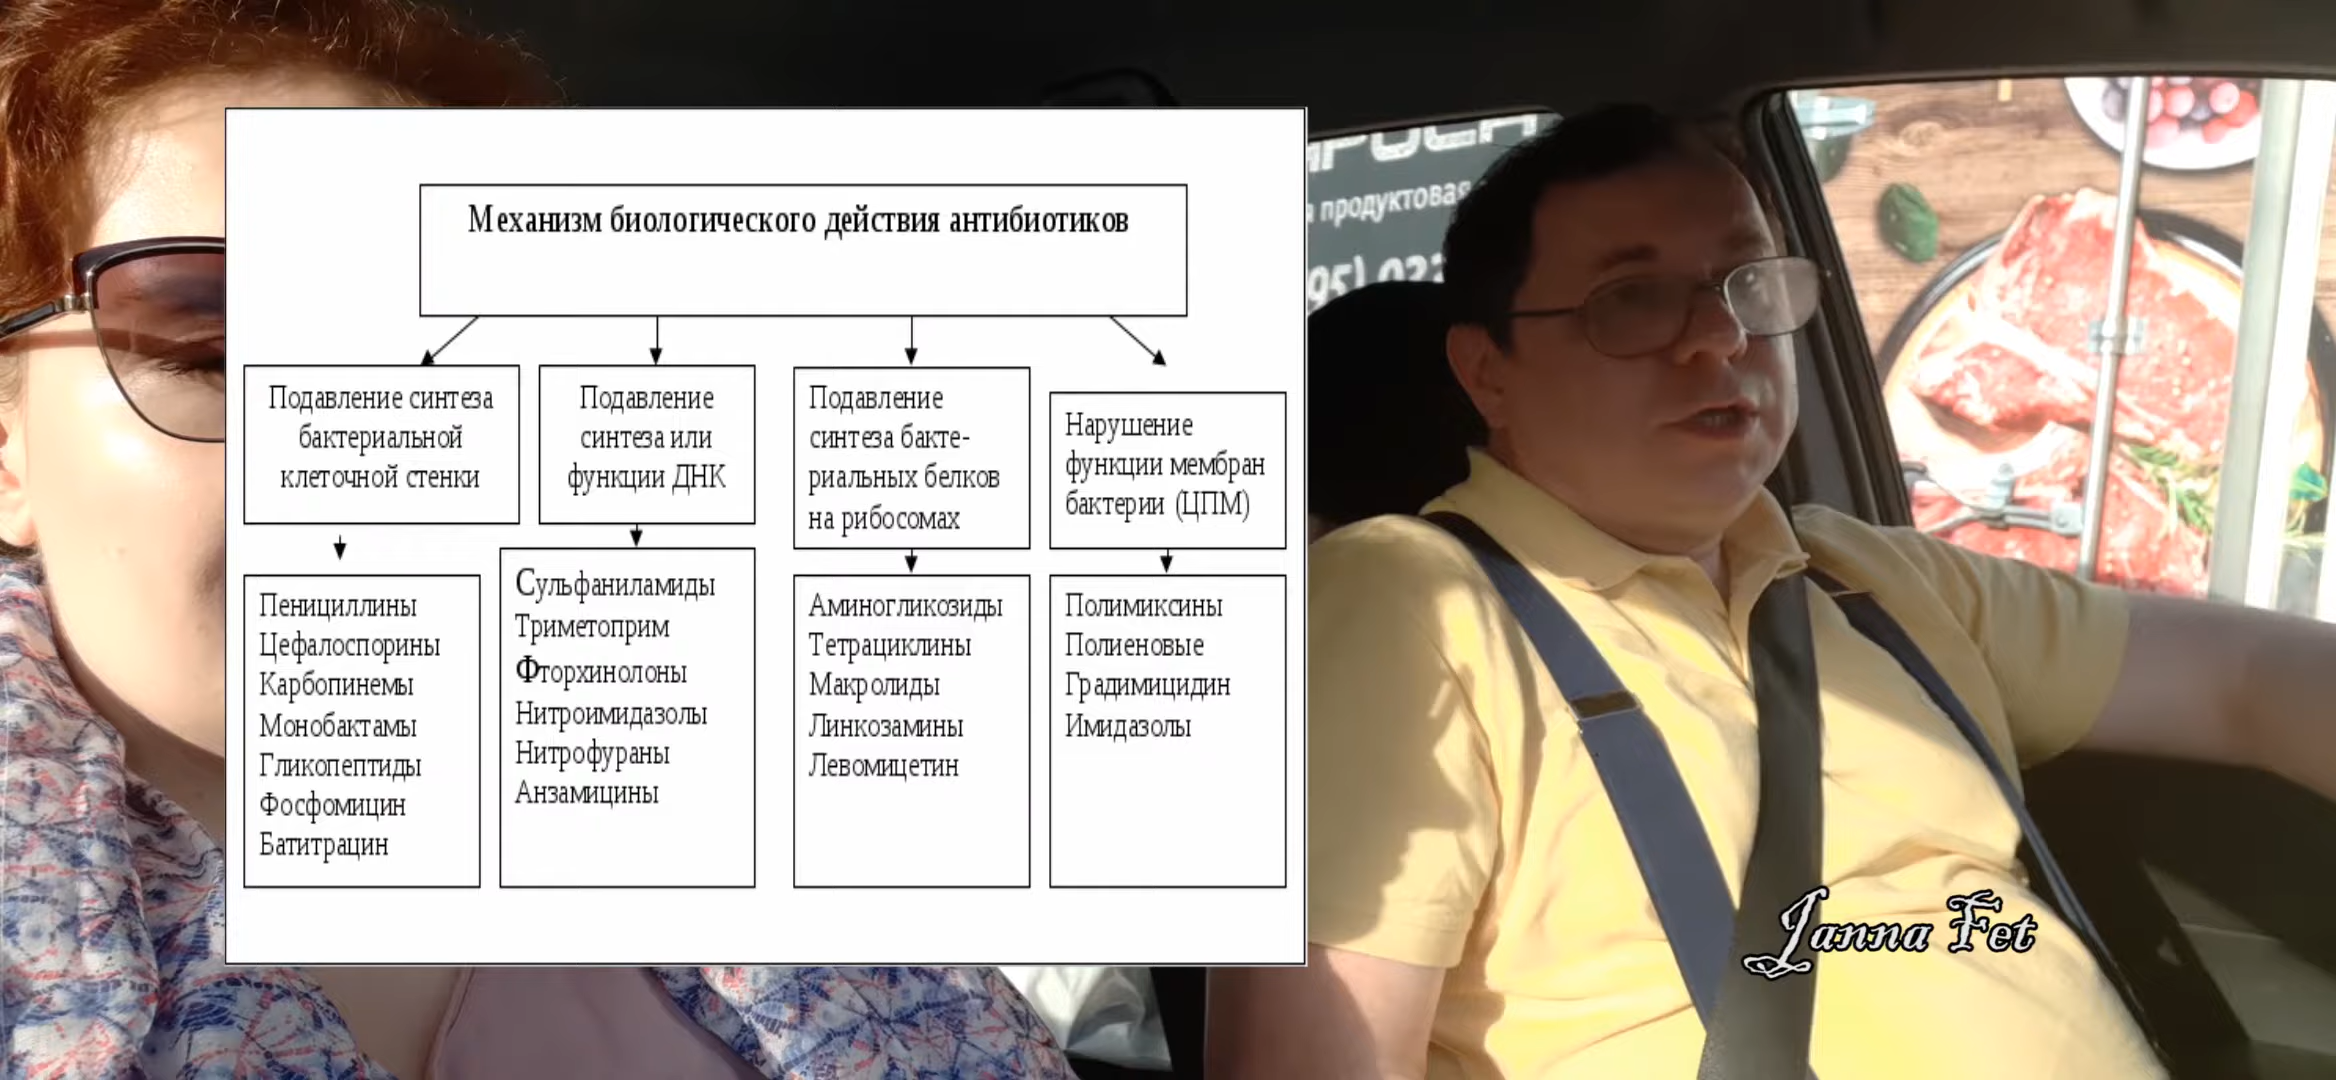 Механизм биологического действия антибиотиков
Подавление синтеза
бактериальной
клеточной стенки
Подавление
синтеза или
функции ДНК
Подавление
синтеза бакте-
риальных белков
на рибосомах
Нарушение
функции мембран
бактерии (ЦПМ)
Пенициллины
Цефалоспорины
Карбопинемы
Монобактамы
Гликопептиды
Фосфомицин
Батитрацин
Сульфаниламиды
Триметоприм
Фторхинолоны
Нитроимидазолы
Нитрофураны
Анзамицины
Аминогликозиды
Тетрациклины
Макролиды
Линкозамины
Левомицетин
Полимиксины
Полиеновые
Градимицидин
Имидазолы
продуктовая
Janna Fet